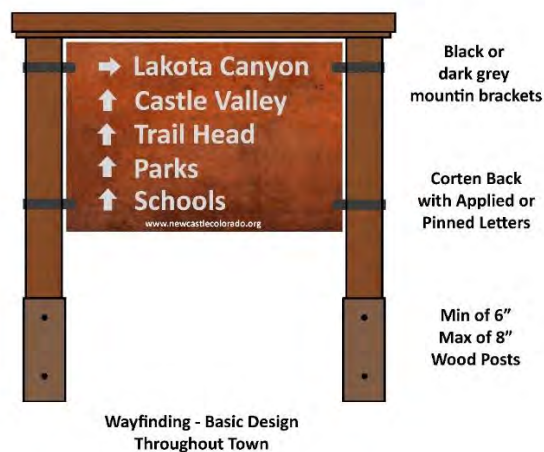 Lakota Canyon
Castle Valley
Trail Head
Parks
Schools
www.newcastlecolorado.org
Black or
dark grey
mountin brackets
Corten Back
with Applied or
Pinned Letters
Min of 6”
Max of 8”
Wood Posts
Wayfinding - Basic Design
Throughout Town